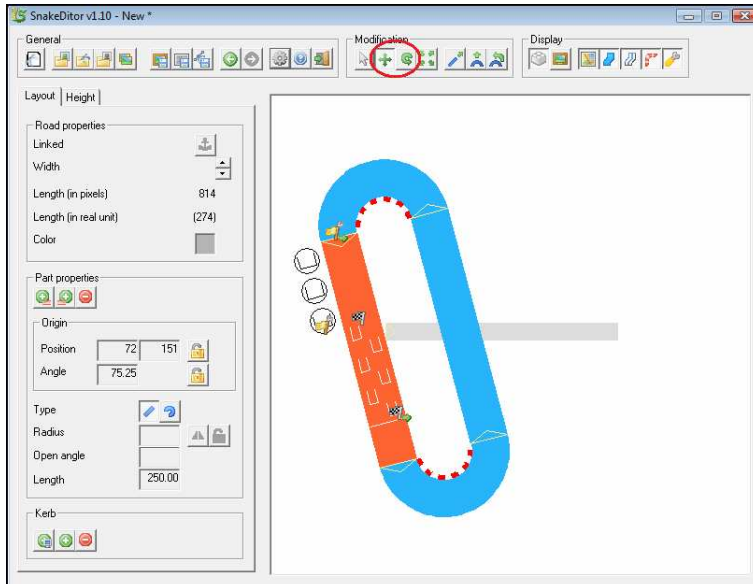 SnakeDitor v1.10 - New *
General
Modification
Display
Layout
Height
Road properties
Linked
Width
Length (in pixels) 814
Length (in real unit) (274)
Color
Part properties
Origin
Position 72 151
Angle 75.25
Type
Radius
Open angle
Length 250.00
Kerb